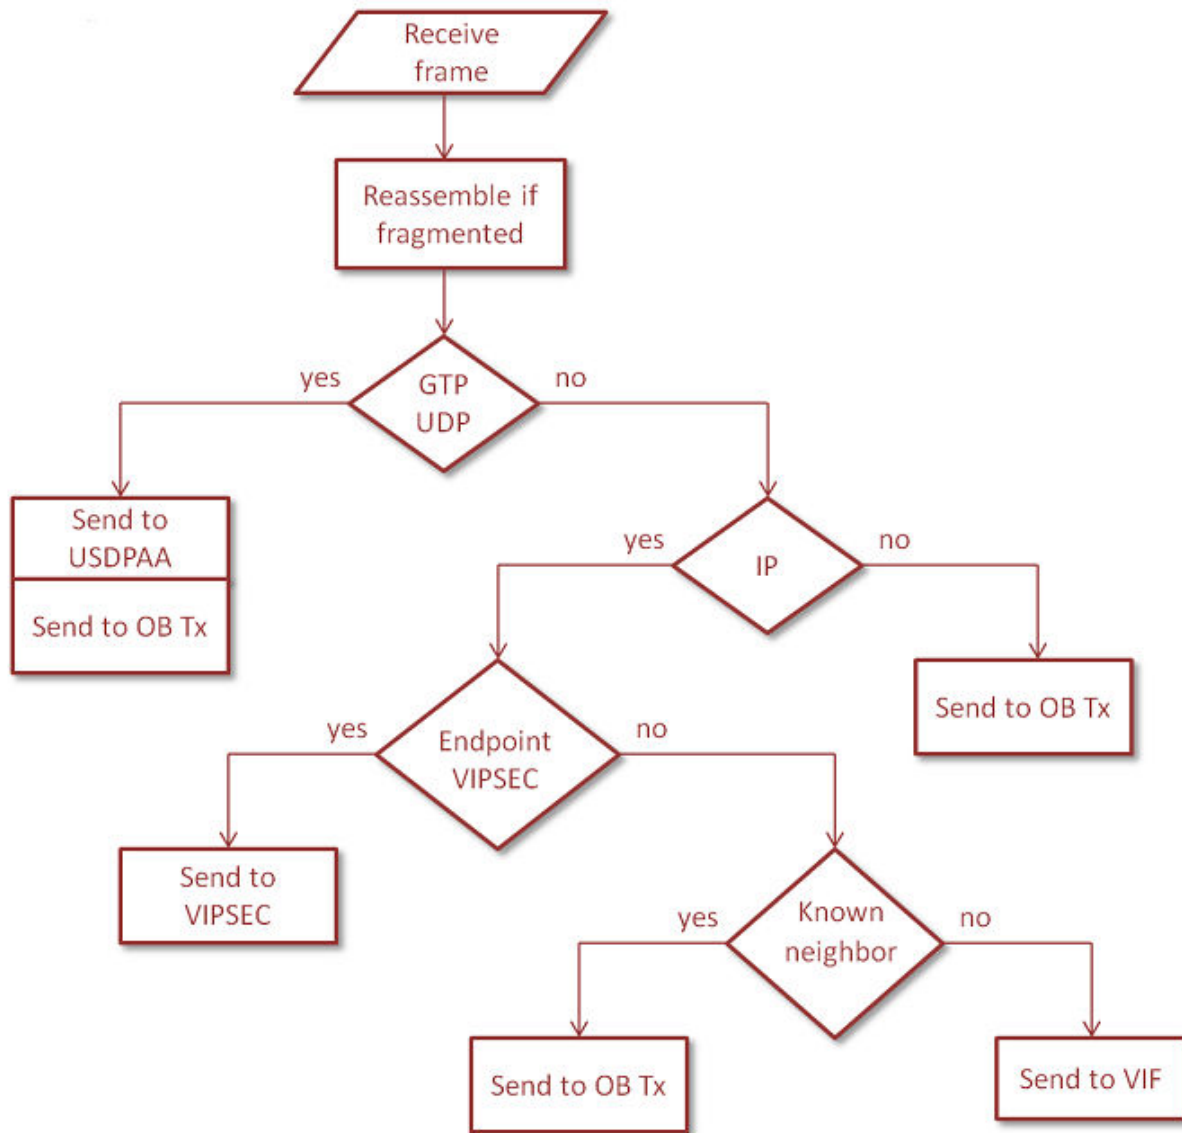 Receive
frame
Reassemble if
fragmented
yes
GTP
UDP
no
Send to
USDPAA
Send to OB Tx
yes
IP
no
Send to OB Tx
yes
Endpoint
VIPSEC
no
Send to
VIPSEC
yes
Known
neighbor
no
Send to OB Tx
Send to VIF